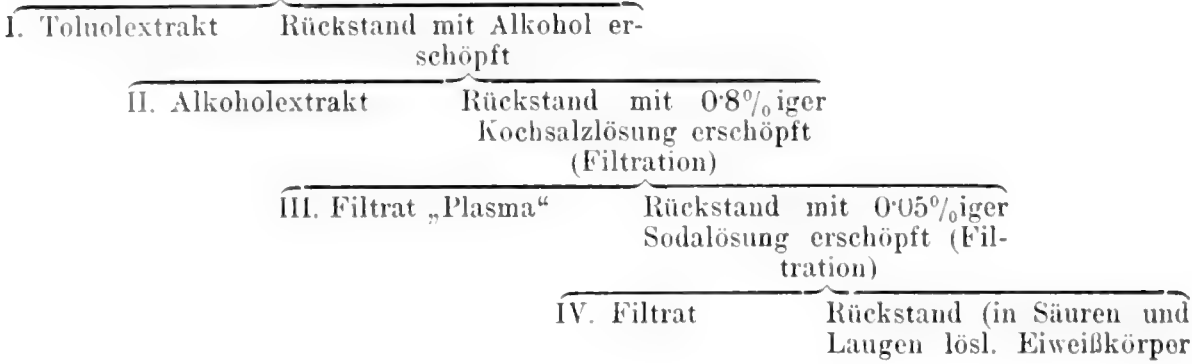 I. Toluolextrakt Rückstand mit Alkohol er-
schöpft
II. Alkoholextrakt Rückstand mit 0·8%iger
Kochsalzlösung erschöpft
(Filtration)
III. Filtrat „Plasma“ Rückstand mit 0·05%iger
Sodalösung erschöpft (Fil-
tration)
IV. Filtrat Rückstand (in Säuren und
Laugen lösl. Eiweißkörper